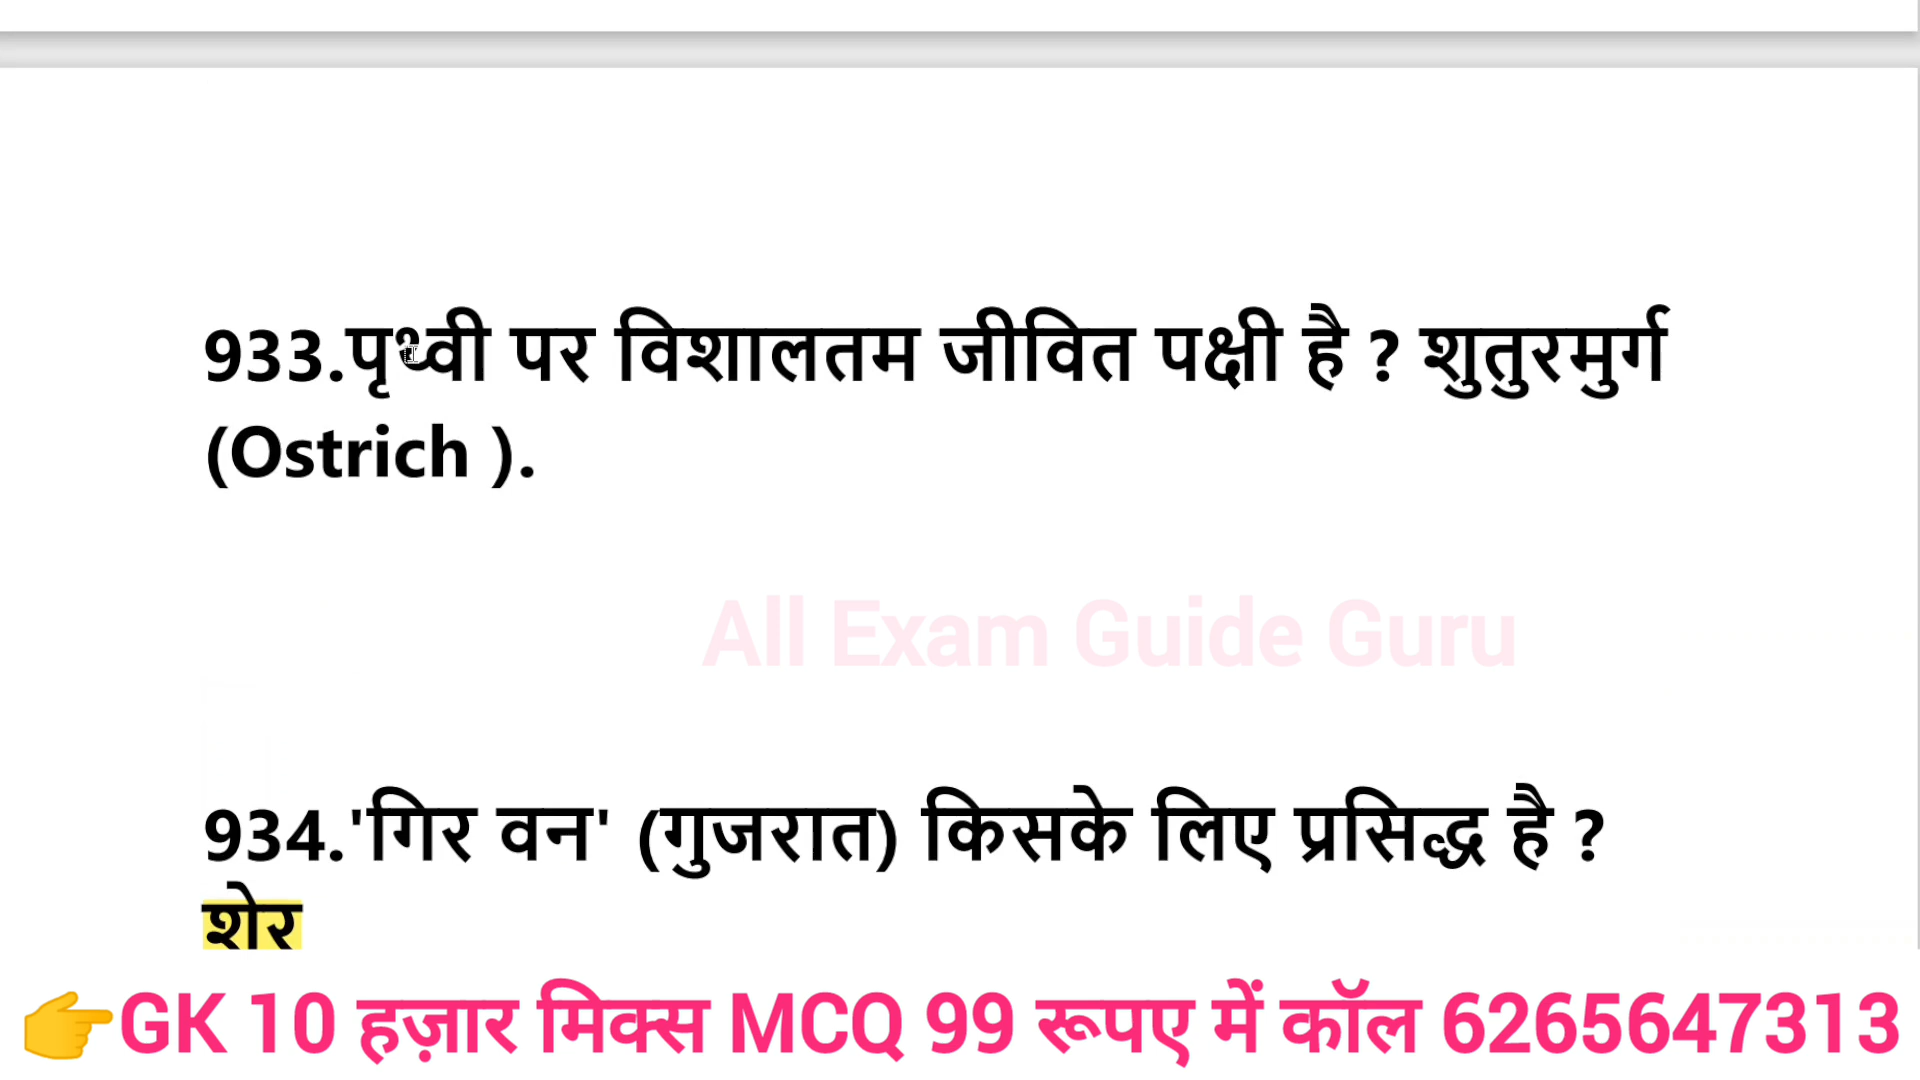 933.पृथ्वी पर विशालतम जीवित पक्षी है ? शुतुरमुर्ग
(Ostrich ).
All Exam Guide Guru
934.'गिर वन' (गुजरात) किसके लिए प्रसिद्ध है ?
शेर
👉GK 10 हज़ार मिक्स MCQ 99 रूपए में कॉल 6265647313